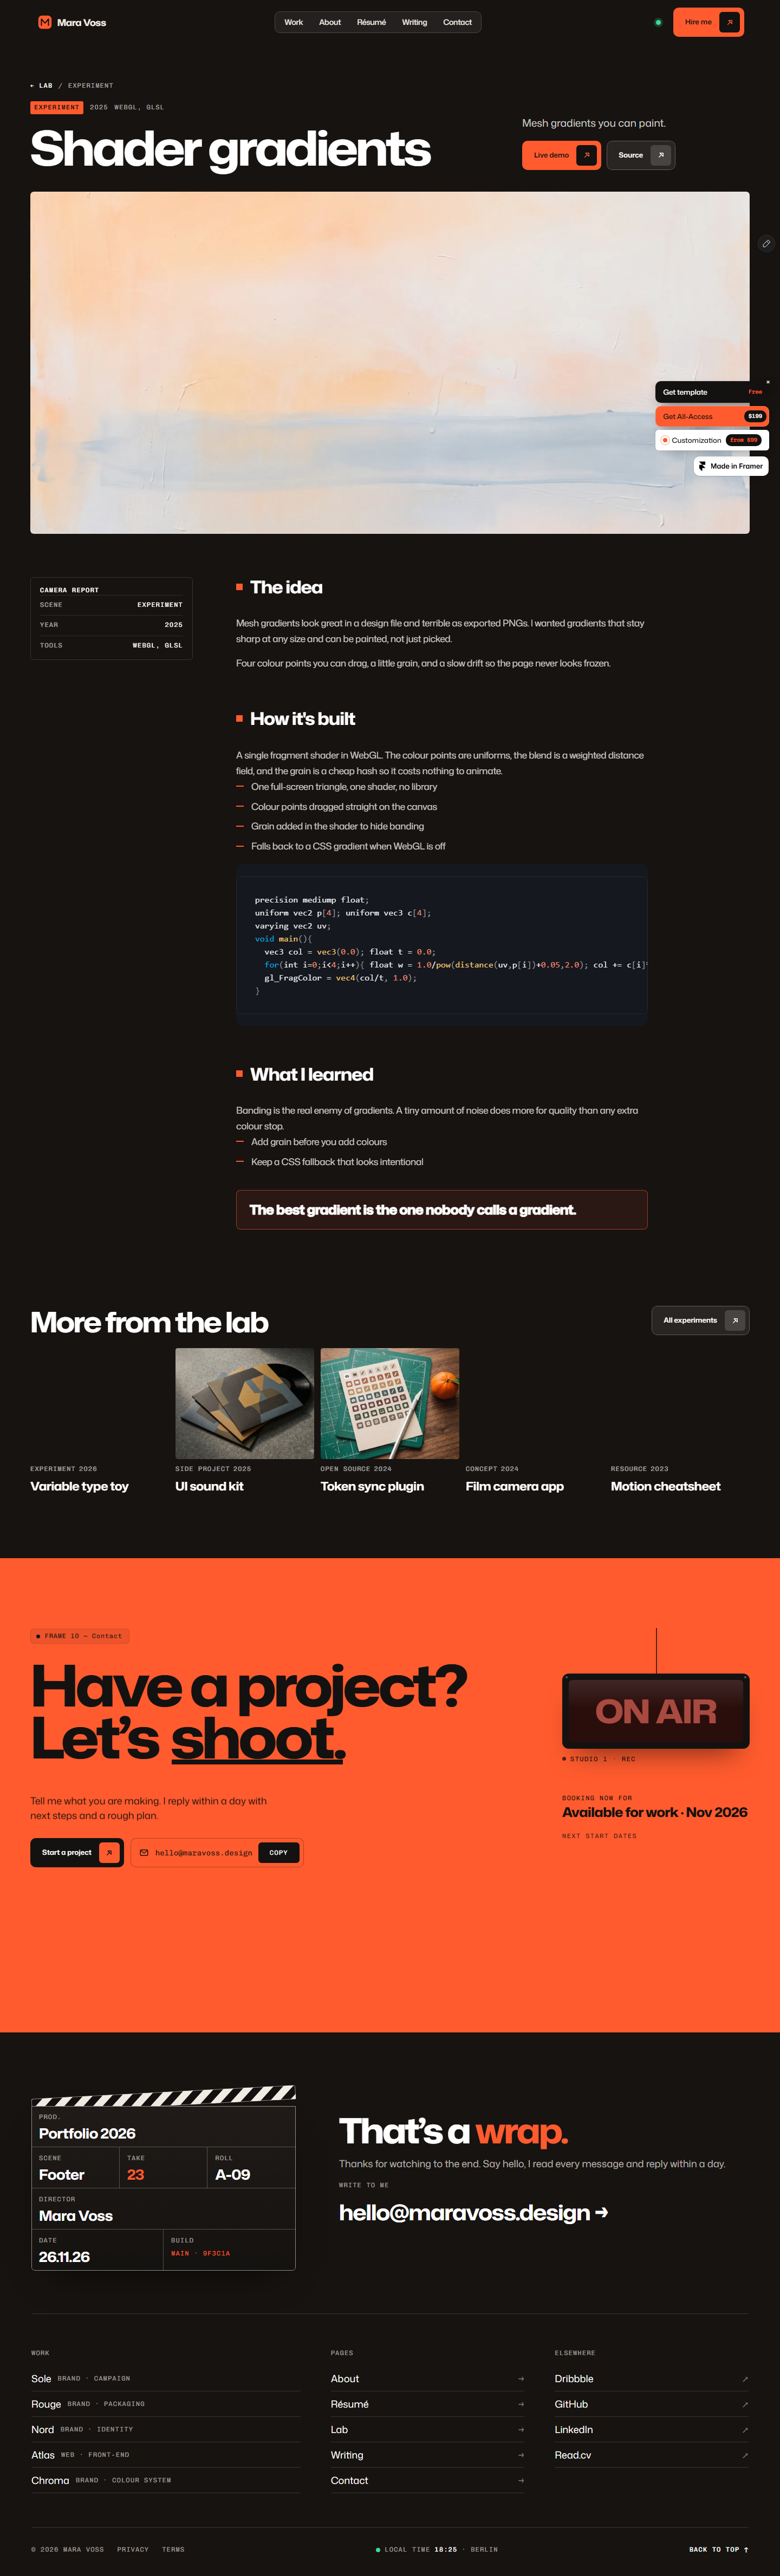 Mara Voss
Work About Résumé Writing Contact
Hire me
← LAB / EXPERIMENT
EXPERIMENT 2025 WEBGL, GLSL
Shader gradients
Mesh gradients you can paint.
Live demo
Source
Get template Free
Get All-Access $199
Customization from $99
Made in Framer
CAMERA REPORT
SCENE EXPERIMENT
YEAR 2025
TOOLS WEBGL, GLSL
The idea
Mesh gradients look great in a design file and terrible as exported PNGs. I wanted gradients that stay
sharp at any size and can be painted, not just picked.
Four colour points you can drag, a little grain, and a slow drift so the page never looks frozen.
How it's built
A single fragment shader in WebGL. The colour points are uniforms, the blend is a weighted distance
field, and the grain is a cheap hash so it costs nothing to animate.
One full-screen triangle, one shader, no library
Colour points dragged straight on the canvas
Grain added in the shader to hide banding
Falls back to a CSS gradient when WebGL is off
precision mediump float;
uniform vec2 p[4]; uniform vec3 c[4];
varying vec2 uv;
void main(){
vec3 col = vec3(0.0); float t = 0.0;
for(int i=0;i<4;i++){ float w = 1.0/pow(distance(uv,p[i])+0.05,2.0); col += c[i]
gl_FragColor = vec4(col/t, 1.0);
}
What I learned
Banding is the real enemy of gradients. A tiny amount of noise does more for quality than any extra
colour stop.
Add grain before you add colours
Keep a CSS fallback that looks intentional
The best gradient is the one nobody calls a gradient.
More from the lab
All experiments
EXPERIMENT 2026
Variable type toy
SIDE PROJECT 2025
UI sound kit
OPEN SOURCE 2024
Token sync plugin
CONCEPT 2024
Film camera app
RESOURCE 2023
Motion cheatsheet
FRAME 10 — Contact
Have a project?
Let's shoot.
Tell me what you are making. I reply within a day with
next steps and a rough plan.
Start a project
hello@maravoss.design COPY
ON AIR
STUDIO 1 · REC
BOOKING NOW FOR
Available for work · Nov 2026
NEXT START DATES
PROD.
Portfolio 2026
SCENE TAKE ROLL
Footer 23 A-09
DIRECTOR
Mara Voss
DATE BUILD
26.11.26 MAIN · 9F3C1A
That's a wrap.
Thanks for watching to the end. Say hello, I read every message and reply within a day.
WRITE TO ME
hello@maravoss.design →
WORK
Sole BRAND · CAMPAIGN
Rouge BRAND · PACKAGING
Nord BRAND · IDENTITY
Atlas WEB · FRONT-END
Chroma BRAND · COLOUR SYSTEM
PAGES
About →
Résumé →
Lab →
Writing →
Contact →
ELSEWHERE
Dribbble ↗
GitHub ↗
LinkedIn ↗
Read.cv ↗
© 2026 MARA VOSS PRIVACY TERMS
LOCAL TIME 18:25 · BERLIN
BACK TO TOP ↑